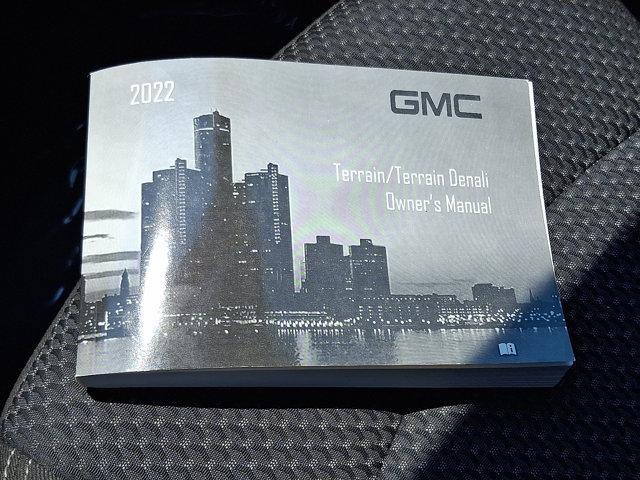 2022
GMC
Terrain/Terrain Denali
Owner's Manual